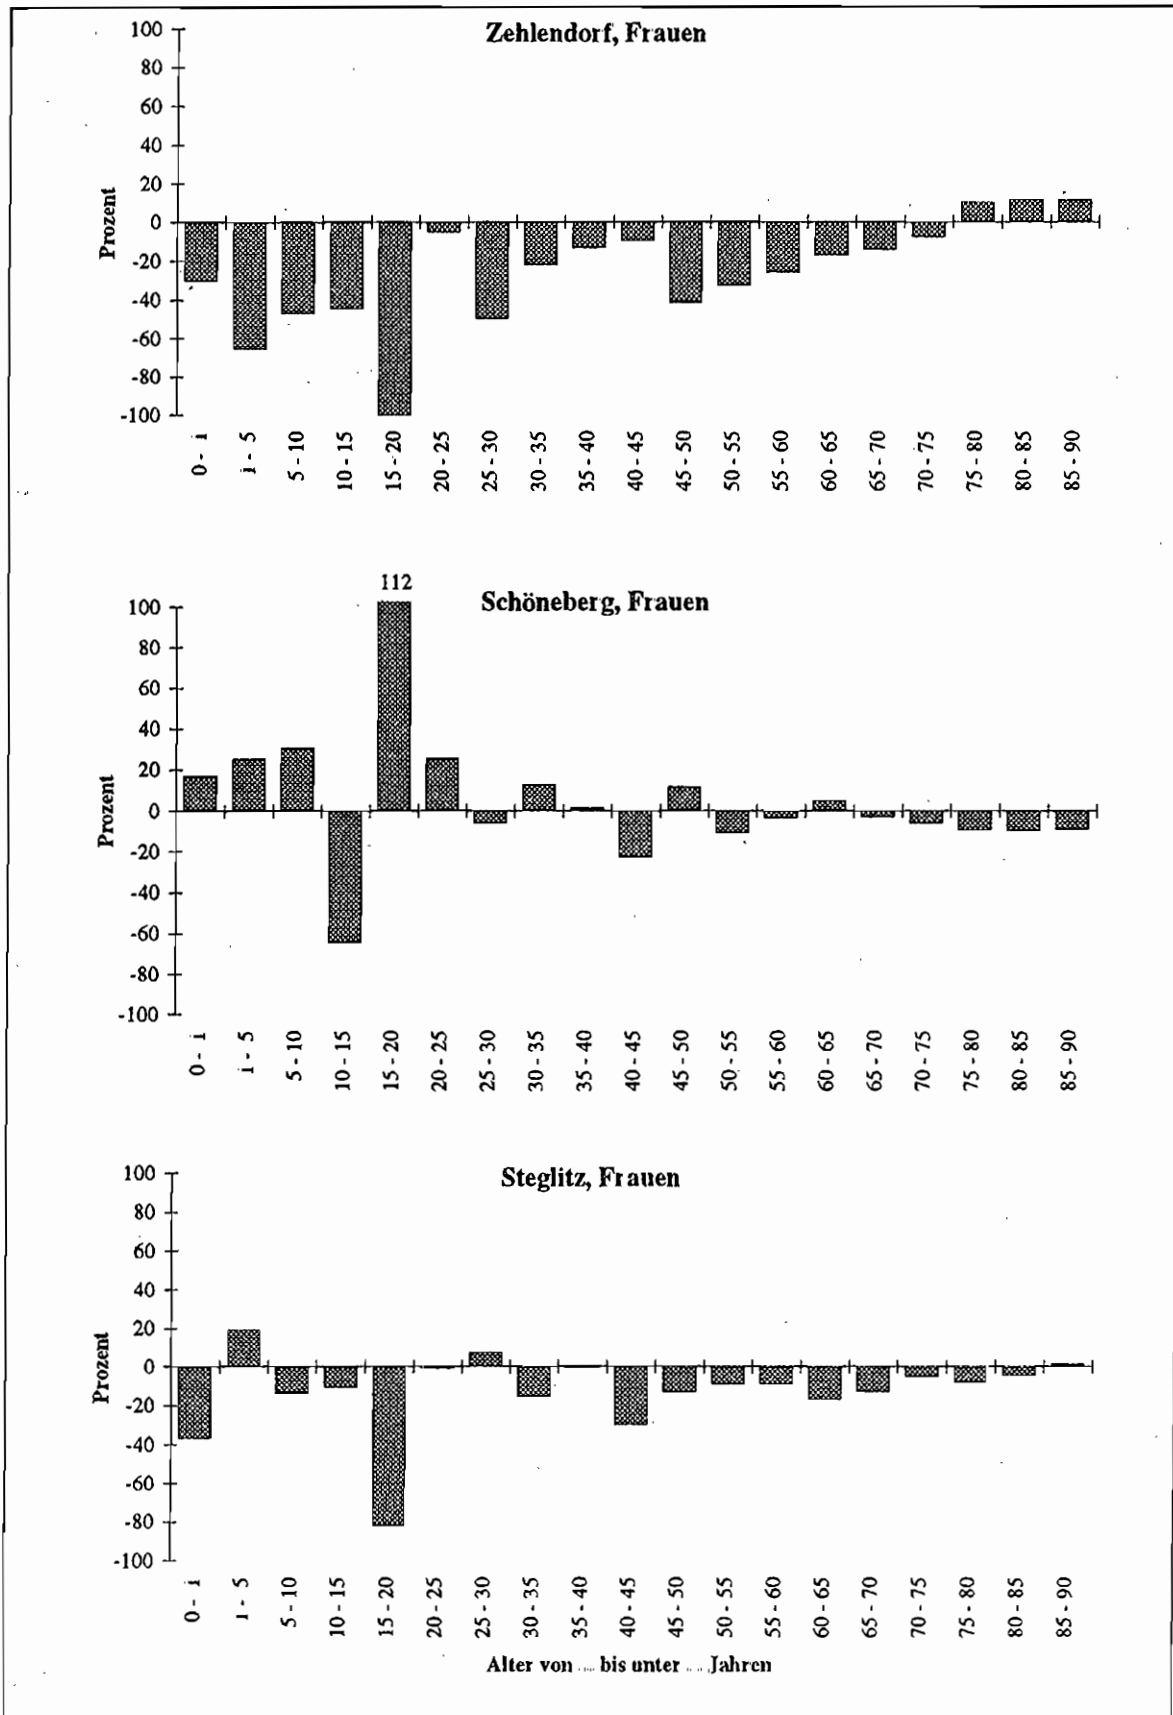 Zehlendorf, Frauen
100
80
60
40
20
0
-20
-40
-60
-80
-100
Prozent
0 - 1
1 - 5
5 - 10
10 - 15
15 - 20
20 - 25
25 - 30
30 - 35
35 - 40
40 - 45
45 - 50
50 - 55
55 - 60
60 - 65
65 - 70
70 - 75
75 - 80
80 - 85
85 - 90
112
Schöneberg, Frauen
100
80
60
40
20
0
-20
-40
-60
-80
-100
Prozent
0 - 1
1 - 5
5 - 10
10 - 15
15 - 20
20 - 25
25 - 30
30 - 35
35 - 40
40 - 45
45 - 50
50 - 55
55 - 60
60 - 65
65 - 70
70 - 75
75 - 80
80 - 85
85 - 90
Steglitz, Frauen
100
80
60
40
20
0
-20
-40
-60
-80
-100
Prozent
0 - 1
1 - 5
5 - 10
10 - 15
15 - 20
20 - 25
25 - 30
30 - 35
35 - 40
40 - 45
45 - 50
50 - 55
55 - 60
60 - 65
65 - 70
70 - 75
75 - 80
80 - 85
85 - 90
Alter von ... bis unter ... Jahren